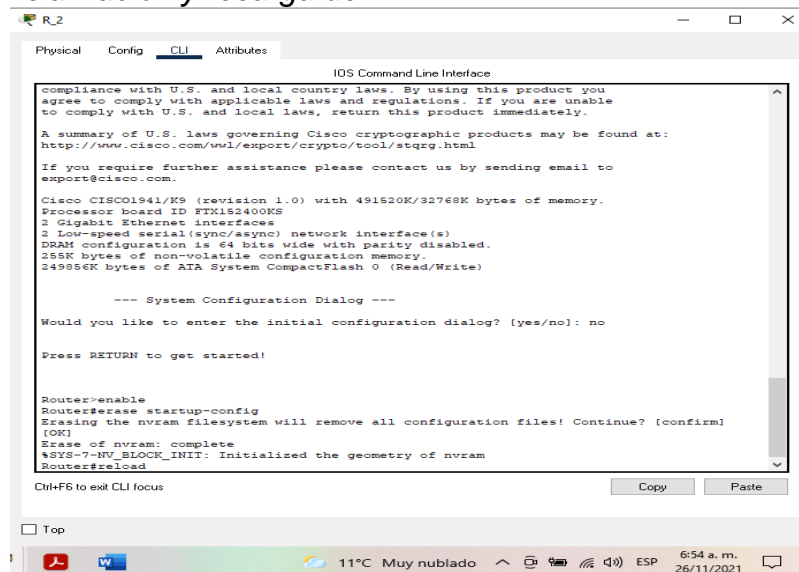 R_2
Physical Config CLI Attributes
IOS Command Line Interface
compliance with U.S. and local country laws. By using this product you
agree to comply with applicable laws and regulations. If you are unable
to comply with U.S. and local laws, return this product immediately.
A summary of U.S. laws governing Cisco cryptographic products may be found at:
http://www.cisco.com/wwl/export/crypto/tool/stqrg.html
If you require further assistance please contact us by sending email to
export@cisco.com.
Cisco CISCO1941/K9 (revision 1.0) with 491520K/32768K bytes of memory.
Processor board ID FTX152400KS
2 Gigabit Ethernet interfaces
2 Low-speed serial(sync/async) network interface(s)
DRAM configuration is 64 bits wide with parity disabled.
255K bytes of non-volatile configuration memory.
249856K bytes of ATA System CompactFlash 0 (Read/Write)
--- System Configuration Dialog ---
Would you like to enter the initial configuration dialog? [yes/no]: no
Press RETURN to get started!
Router>enable
Router#erase startup-config
Erasing the nvram filesystem will remove all configuration files! Continue? [confirm]
[OK]
Erase of nvram: complete
%SYS-7-NV_BLOCK_INIT: Initialized the geometry of nvram
Router#reload
Ctrl+F6 to exit CLI focus
Copy Paste
Top
11°C Muy nublado ESP 6:54 a. m.
26/11/2021